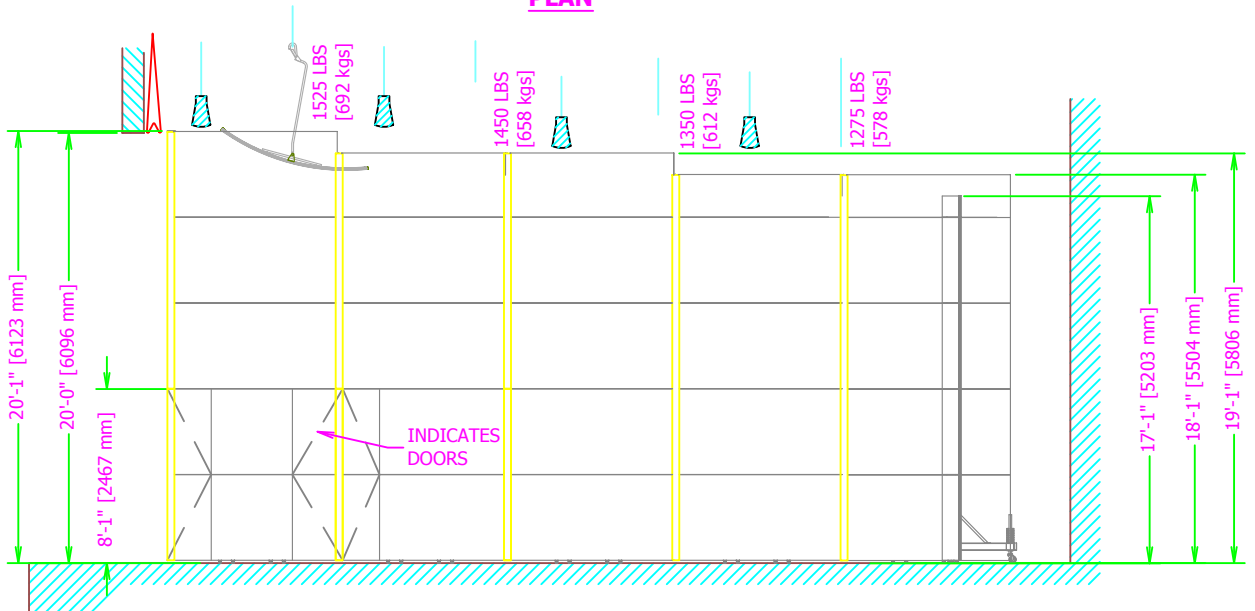 PLAN
1525 LBS
[692 kgs]
1450 LBS
[658 kgs]
1350 LBS
[612 kgs]
1275 LBS
[578 kgs]
20'-1" [6123 mm]
20'-0" [6096 mm]
8'-1" [2467 mm]
INDICATES
DOORS
17'-1" [5203 mm]
18'-1" [5504 mm]
19'-1" [5806 mm]